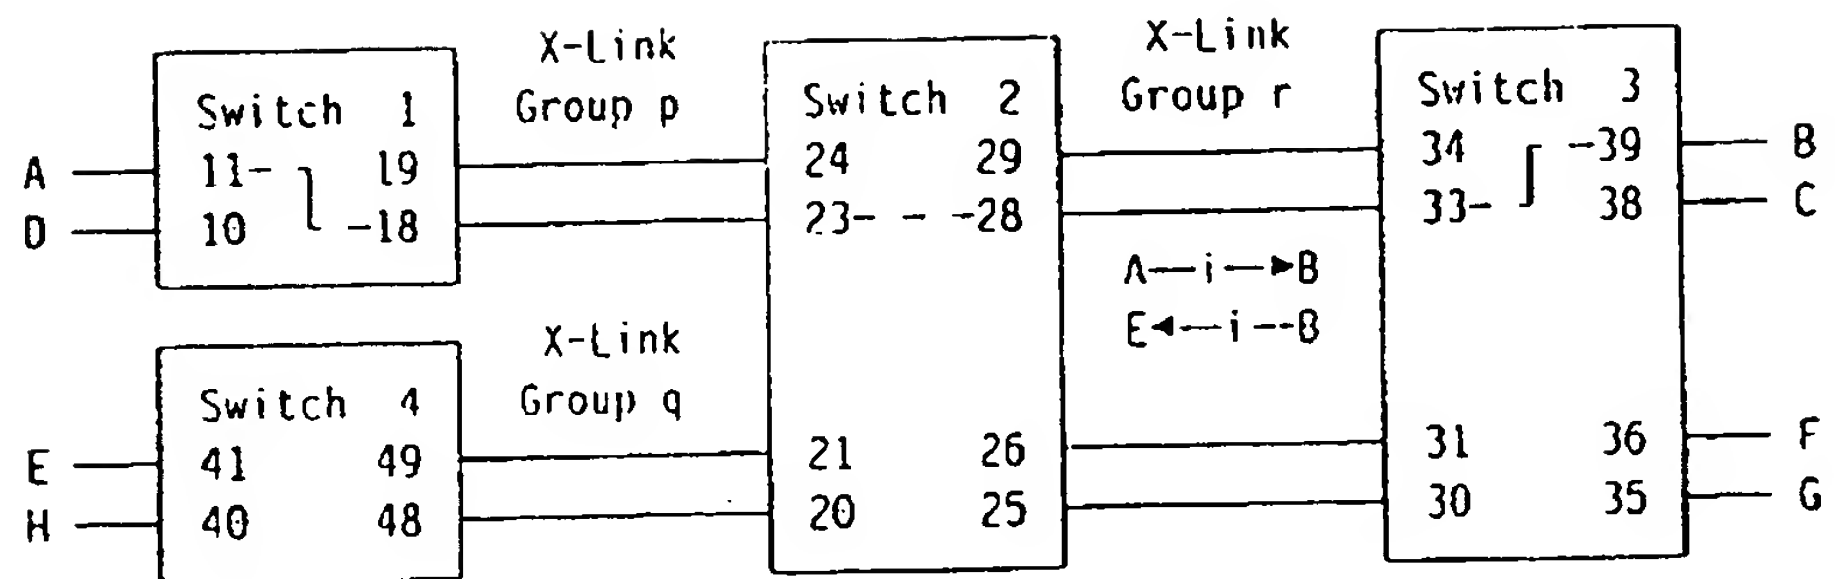 X-Link
Group p
X-Link
Group r
Switch 1
11- 19
10 -18
A
D
Switch 2
24 29
23- - -28
Switch 3
34 -39
33- 38
B
C
A—i—►B
E◄—i--B
X-Link
Group q
Switch 4
41 49
40 48
E
H
21 26
20 25
31 36
30 35
F
G